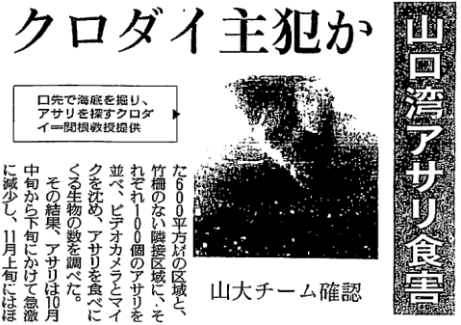 山口湾アサリ食害
クロダイ主犯か
山大チーム確認
口先で海底を掘り、
アサリを探すクロダ
イ＝関根教授提供
た600平方㍍の区域と、
竹柵のない隣接区域に、そ
れぞれ100個のアサリを
並べ、ビデオカメラとマイ
クを沈め、アサリを食べに
くる生物の数を調べた。
その結果、アサリは10月
中旬から下旬にかけて急激
に減少し、11月上旬にはほ